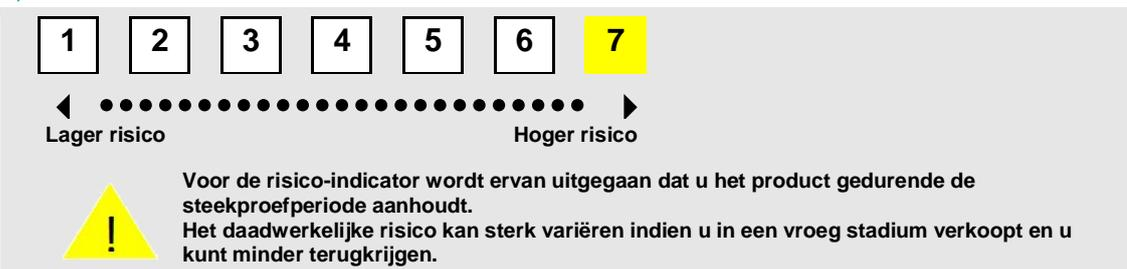 1 2 3 4 5 6 7
Lager risico Hoger risico
!
Voor de risico-indicator wordt ervan uitgegaan dat u het product gedurende de
steekproefperiode aanhoudt.
Het daadwerkelijke risico kan sterk variëren indien u in een vroeg stadium verkoopt en u
kunt minder terugkrijgen.